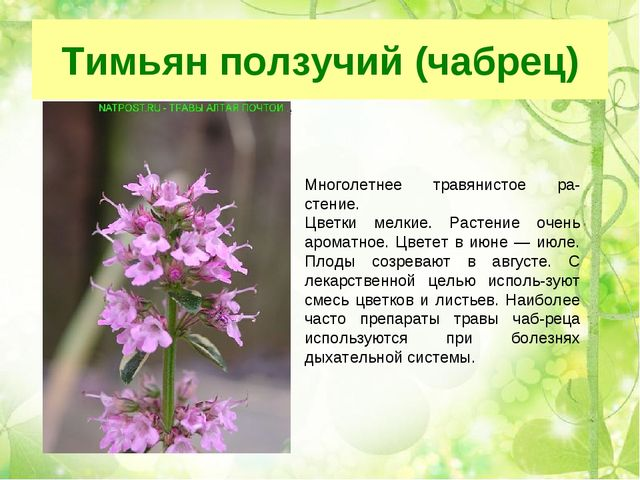 Тимьян ползучий (чабрец)
NATPOST.RU - ТРАВЫ АЛТАЯ ПОЧТОЙ
Многолетнее травянистое ра-
стение.
Цветки мелкие. Растение очень
ароматное. Цветет в июне — июле.
Плоды созревают в августе. С
лекарственной целью исполь-зуют
смесь цветков и листьев. Наиболее
часто препараты травы чаб-реца
используются при болезнях
дыхательной системы.